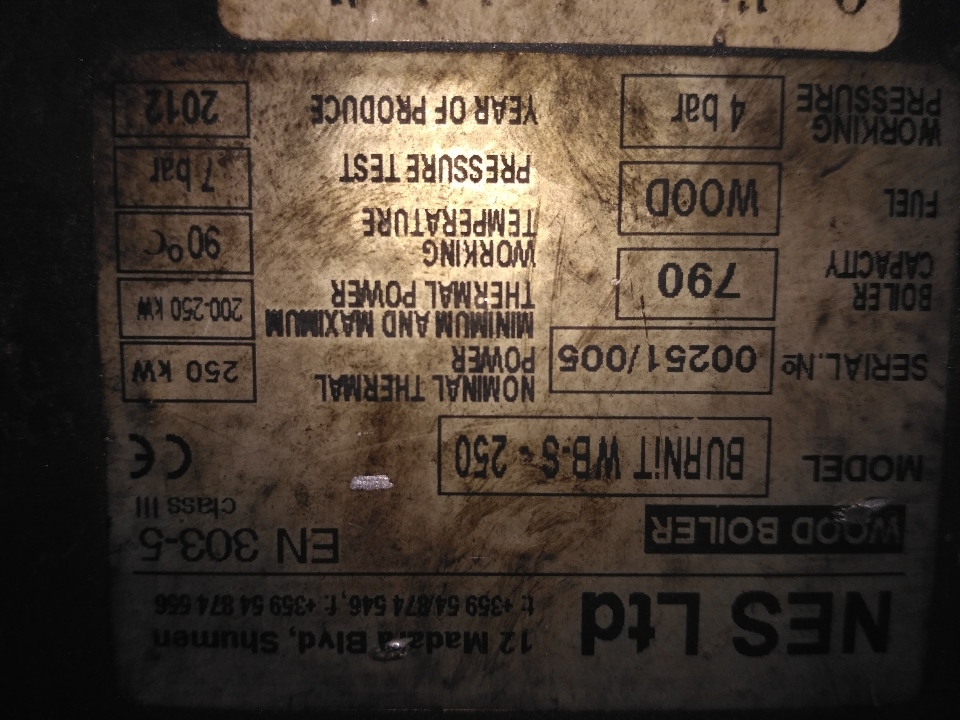 NES Ltd
12 Madara Blvd, Shumen
t: +359 54/874 546, f: +359 54 874 556
WOOD BOILER
EN 303-5
class III
MODEL
BURNiT WB-S - 250
CE
SERIAL.№
00251/005
NOMINAL THERMAL
POWER
250 kW
BOILER
CAPACITY
790
MINIMUM AND MAXIMUM
THERMAL POWER
200-250 kW
FUEL
WOOD
WORKING
TEMPERATURE
90°C
WORKING
PRESSURE
4 bar
PRESSURE TEST
7 bar
YEAR OF PRODUCE
2012